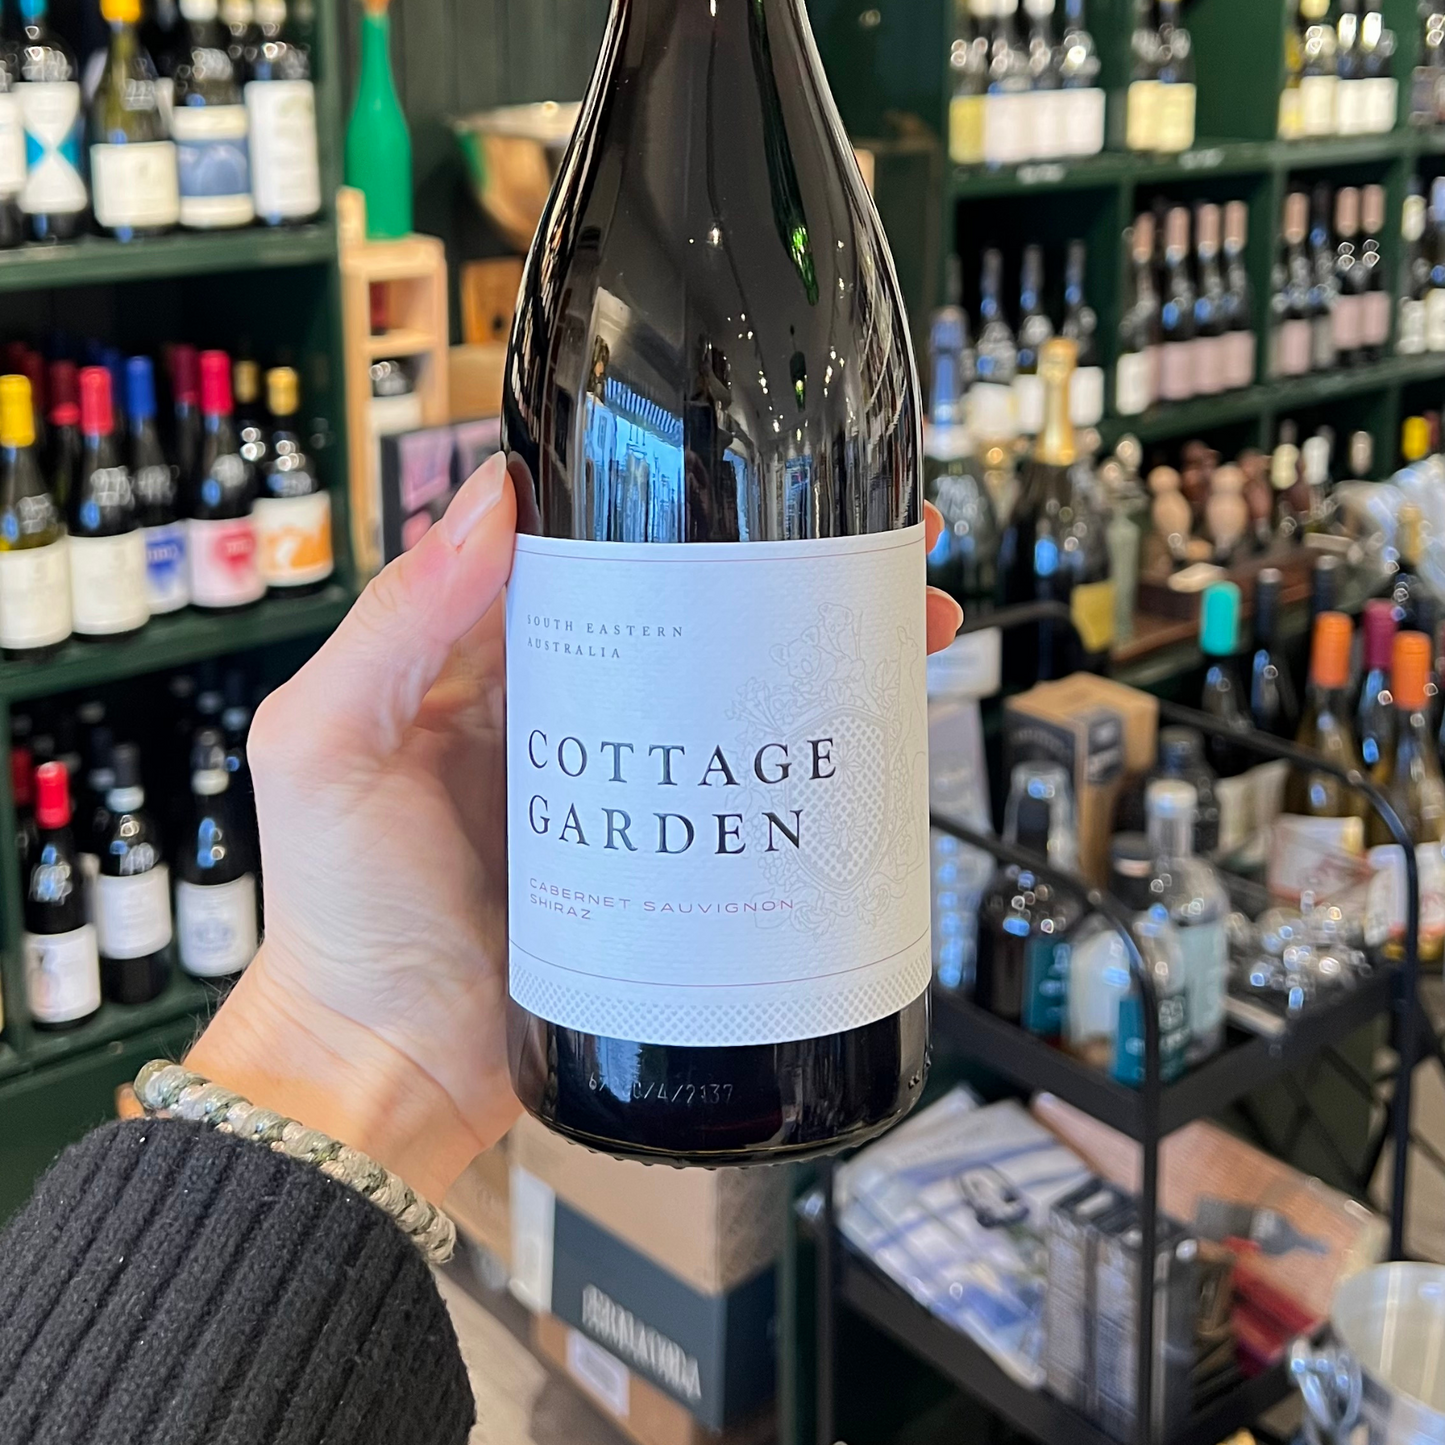 SOUTH EASTERN
AUSTRALIA
COTTAGE
GARDEN
CABERNET SAUVIGNON
SHIRAZ